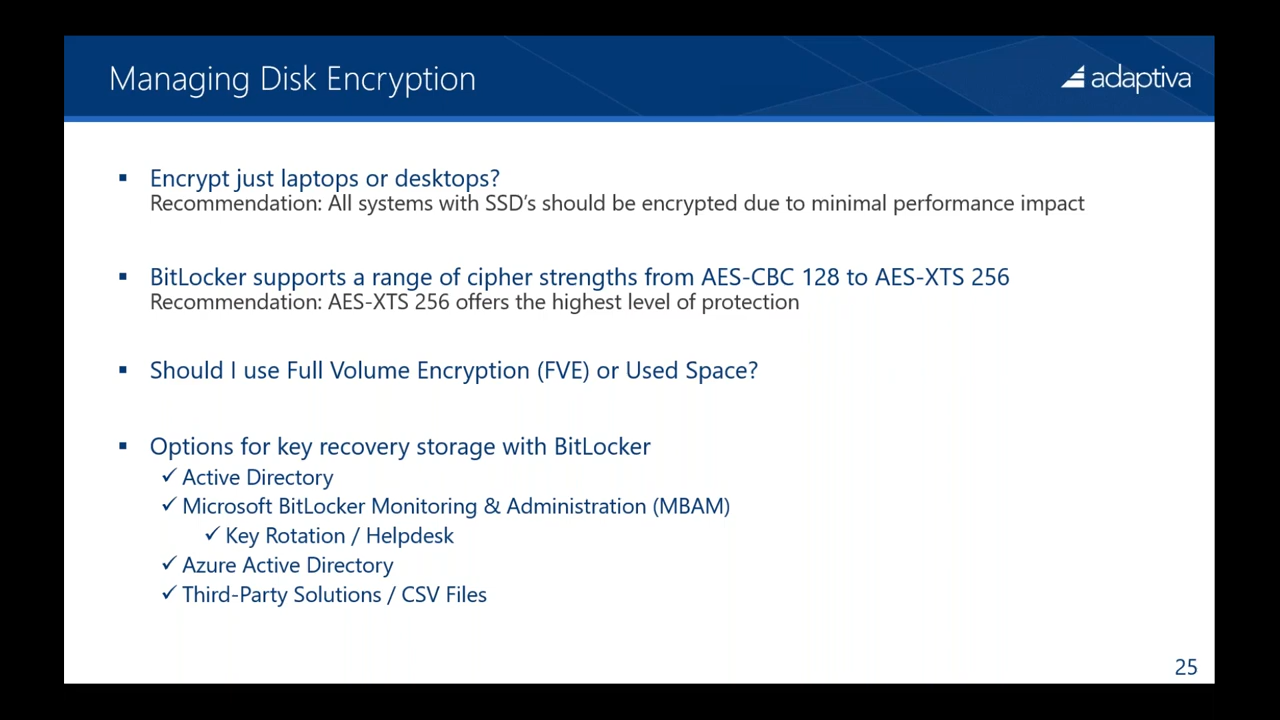 Managing Disk Encryption
adaptiva
▪ Encrypt just laptops or desktops?
Recommendation: All systems with SSD's should be encrypted due to minimal performance impact
▪ BitLocker supports a range of cipher strengths from AES-CBC 128 to AES-XTS 256
Recommendation: AES-XTS 256 offers the highest level of protection
▪ Should I use Full Volume Encryption (FVE) or Used Space?
▪ Options for key recovery storage with BitLocker
✓ Active Directory
✓ Microsoft BitLocker Monitoring & Administration (MBAM)
✓ Key Rotation / Helpdesk
✓ Azure Active Directory
✓ Third-Party Solutions / CSV Files
25